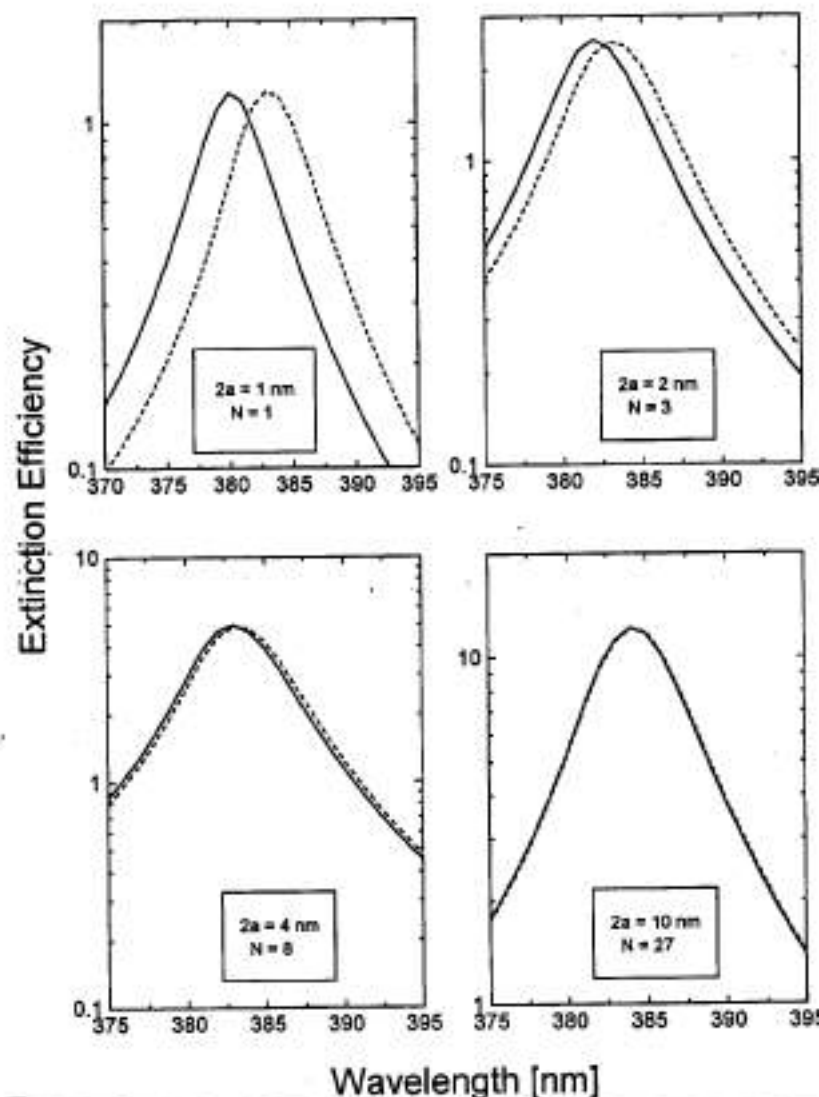 Extinction Efficiency
1
0.1
370 375 380 385 390 395
2a = 1 nm
N = 1
1
0.1
375 380 385 390 395
2a = 2 nm
N = 3
10
1
0.1
375 380 385 390 395
2a = 4 nm
N = 8
10
1
375 380 385 390 395
2a = 10 nm
N = 27
Wavelength [nm]